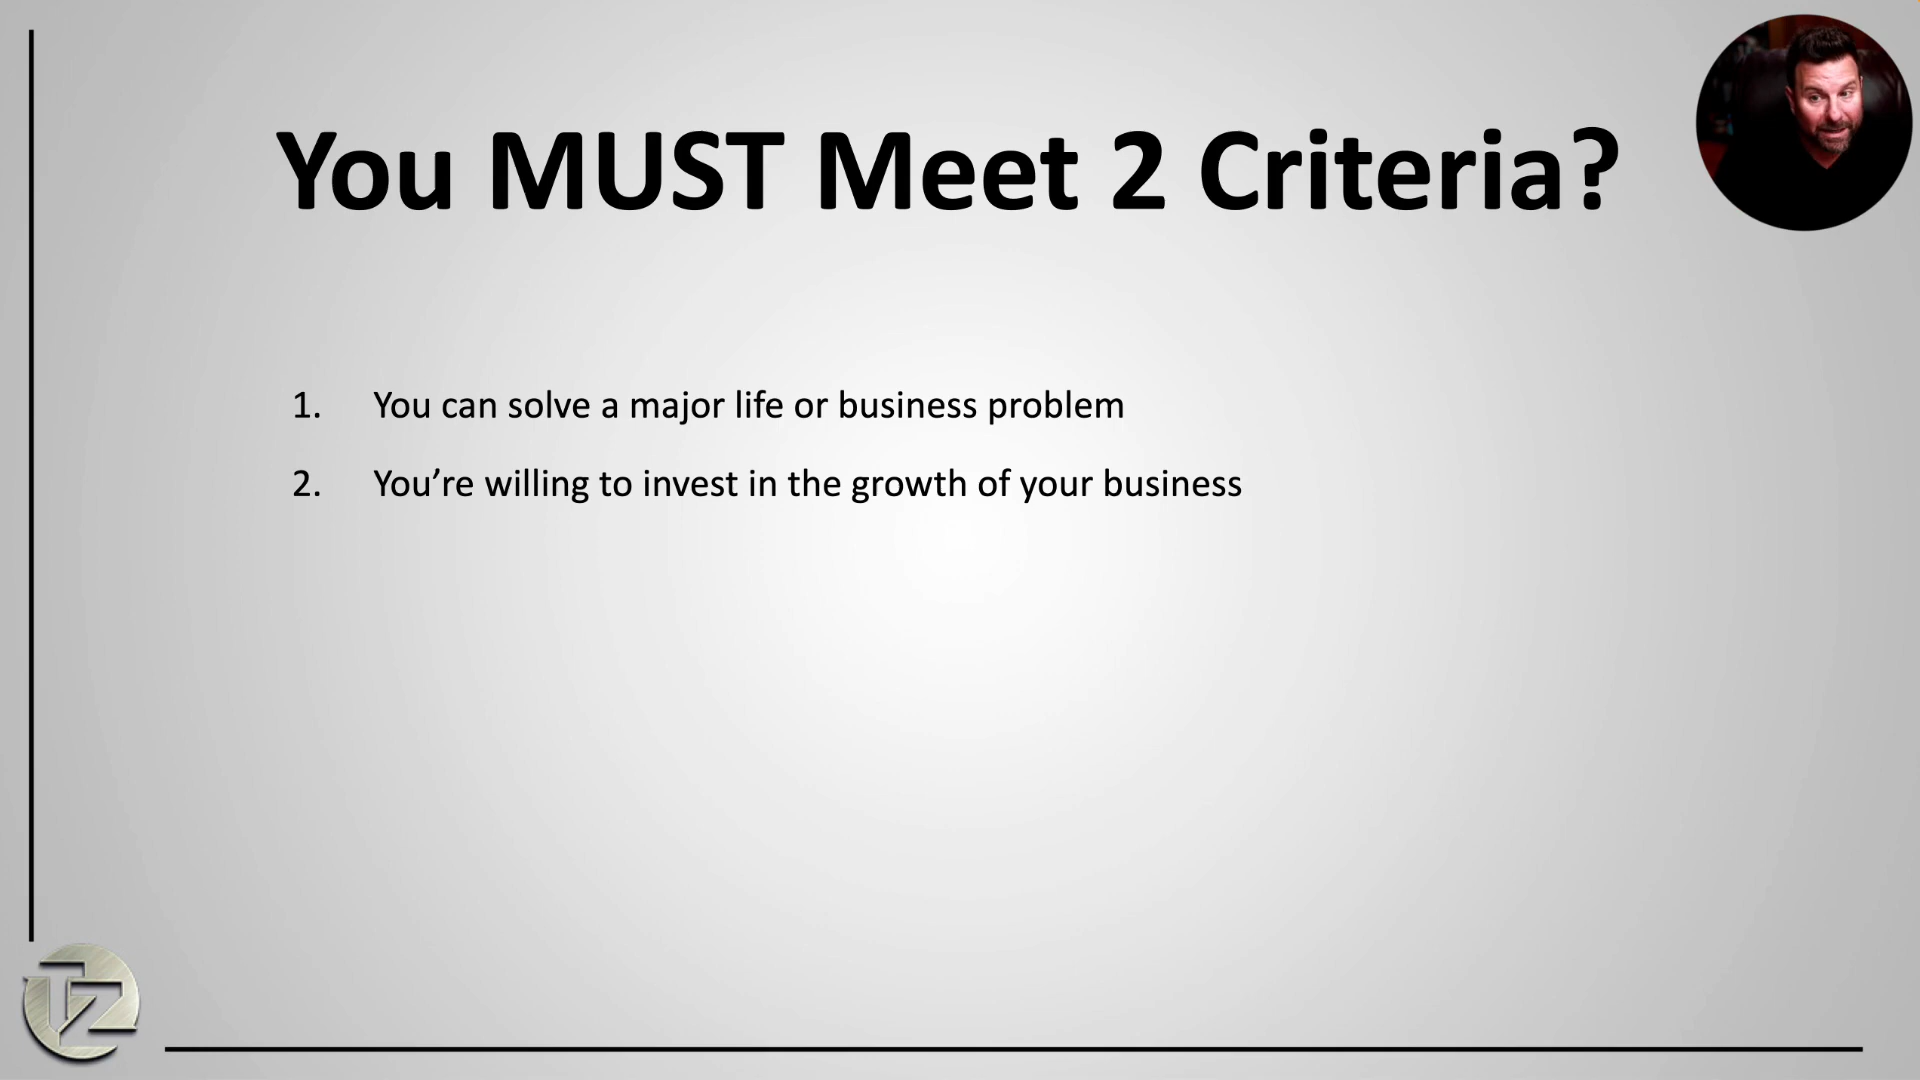 You MUST Meet 2 Criteria?
1. You can solve a major life or business problem
2. You’re willing to invest in the growth of your business
TZ